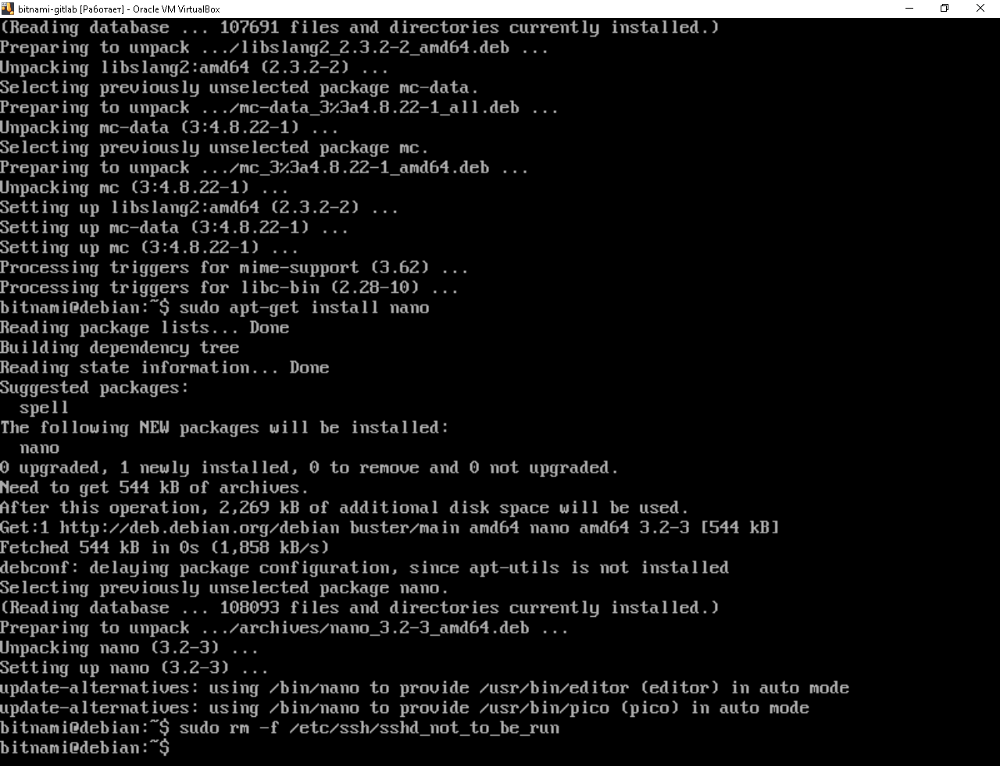 bitnami-gitlab [Работает] - Oracle VM VirtualBox
(Reading database ... 107691 files and directories currently installed.)
Preparing to unpack .../libslang2_2.3.2-2_amd64.deb ...
Unpacking libslang2:amd64 (2.3.2-2) ...
Selecting previously unselected package mc-data.
Preparing to unpack .../mc-data_3%3a4.8.22-1_all.deb ...
Unpacking mc-data (3:4.8.22-1) ...
Selecting previously unselected package mc.
Preparing to unpack .../mc_3%3a4.8.22-1_amd64.deb ...
Unpacking mc (3:4.8.22-1) ...
Setting up libslang2:amd64 (2.3.2-2) ...
Setting up mc-data (3:4.8.22-1) ...
Setting up mc (3:4.8.22-1) ...
Processing triggers for mime-support (3.62) ...
Processing triggers for libc-bin (2.28-10) ...
bitnami@debian:~$ sudo apt-get install nano
Reading package lists... Done
Building dependency tree
Reading state information... Done
Suggested packages:
  spell
The following NEW packages will be installed:
  nano
0 upgraded, 1 newly installed, 0 to remove and 0 not upgraded.
Need to get 544 kB of archives.
After this operation, 2,269 kB of additional disk space will be used.
Get:1 http://deb.debian.org/debian buster/main amd64 nano amd64 3.2-3 [544 kB]
Fetched 544 kB in 0s (1,858 kB/s)
debconf: delaying package configuration, since apt-utils is not installed
Selecting previously unselected package nano.
(Reading database ... 108093 files and directories currently installed.)
Preparing to unpack .../archives/nano_3.2-3_amd64.deb ...
Unpacking nano (3.2-3) ...
Setting up nano (3.2-3) ...
update-alternatives: using /bin/nano to provide /usr/bin/editor (editor) in auto mode
update-alternatives: using /bin/nano to provide /usr/bin/pico (pico) in auto mode
bitnami@debian:~$ sudo rm -f /etc/ssh/sshd_not_to_be_run
bitnami@debian:~$